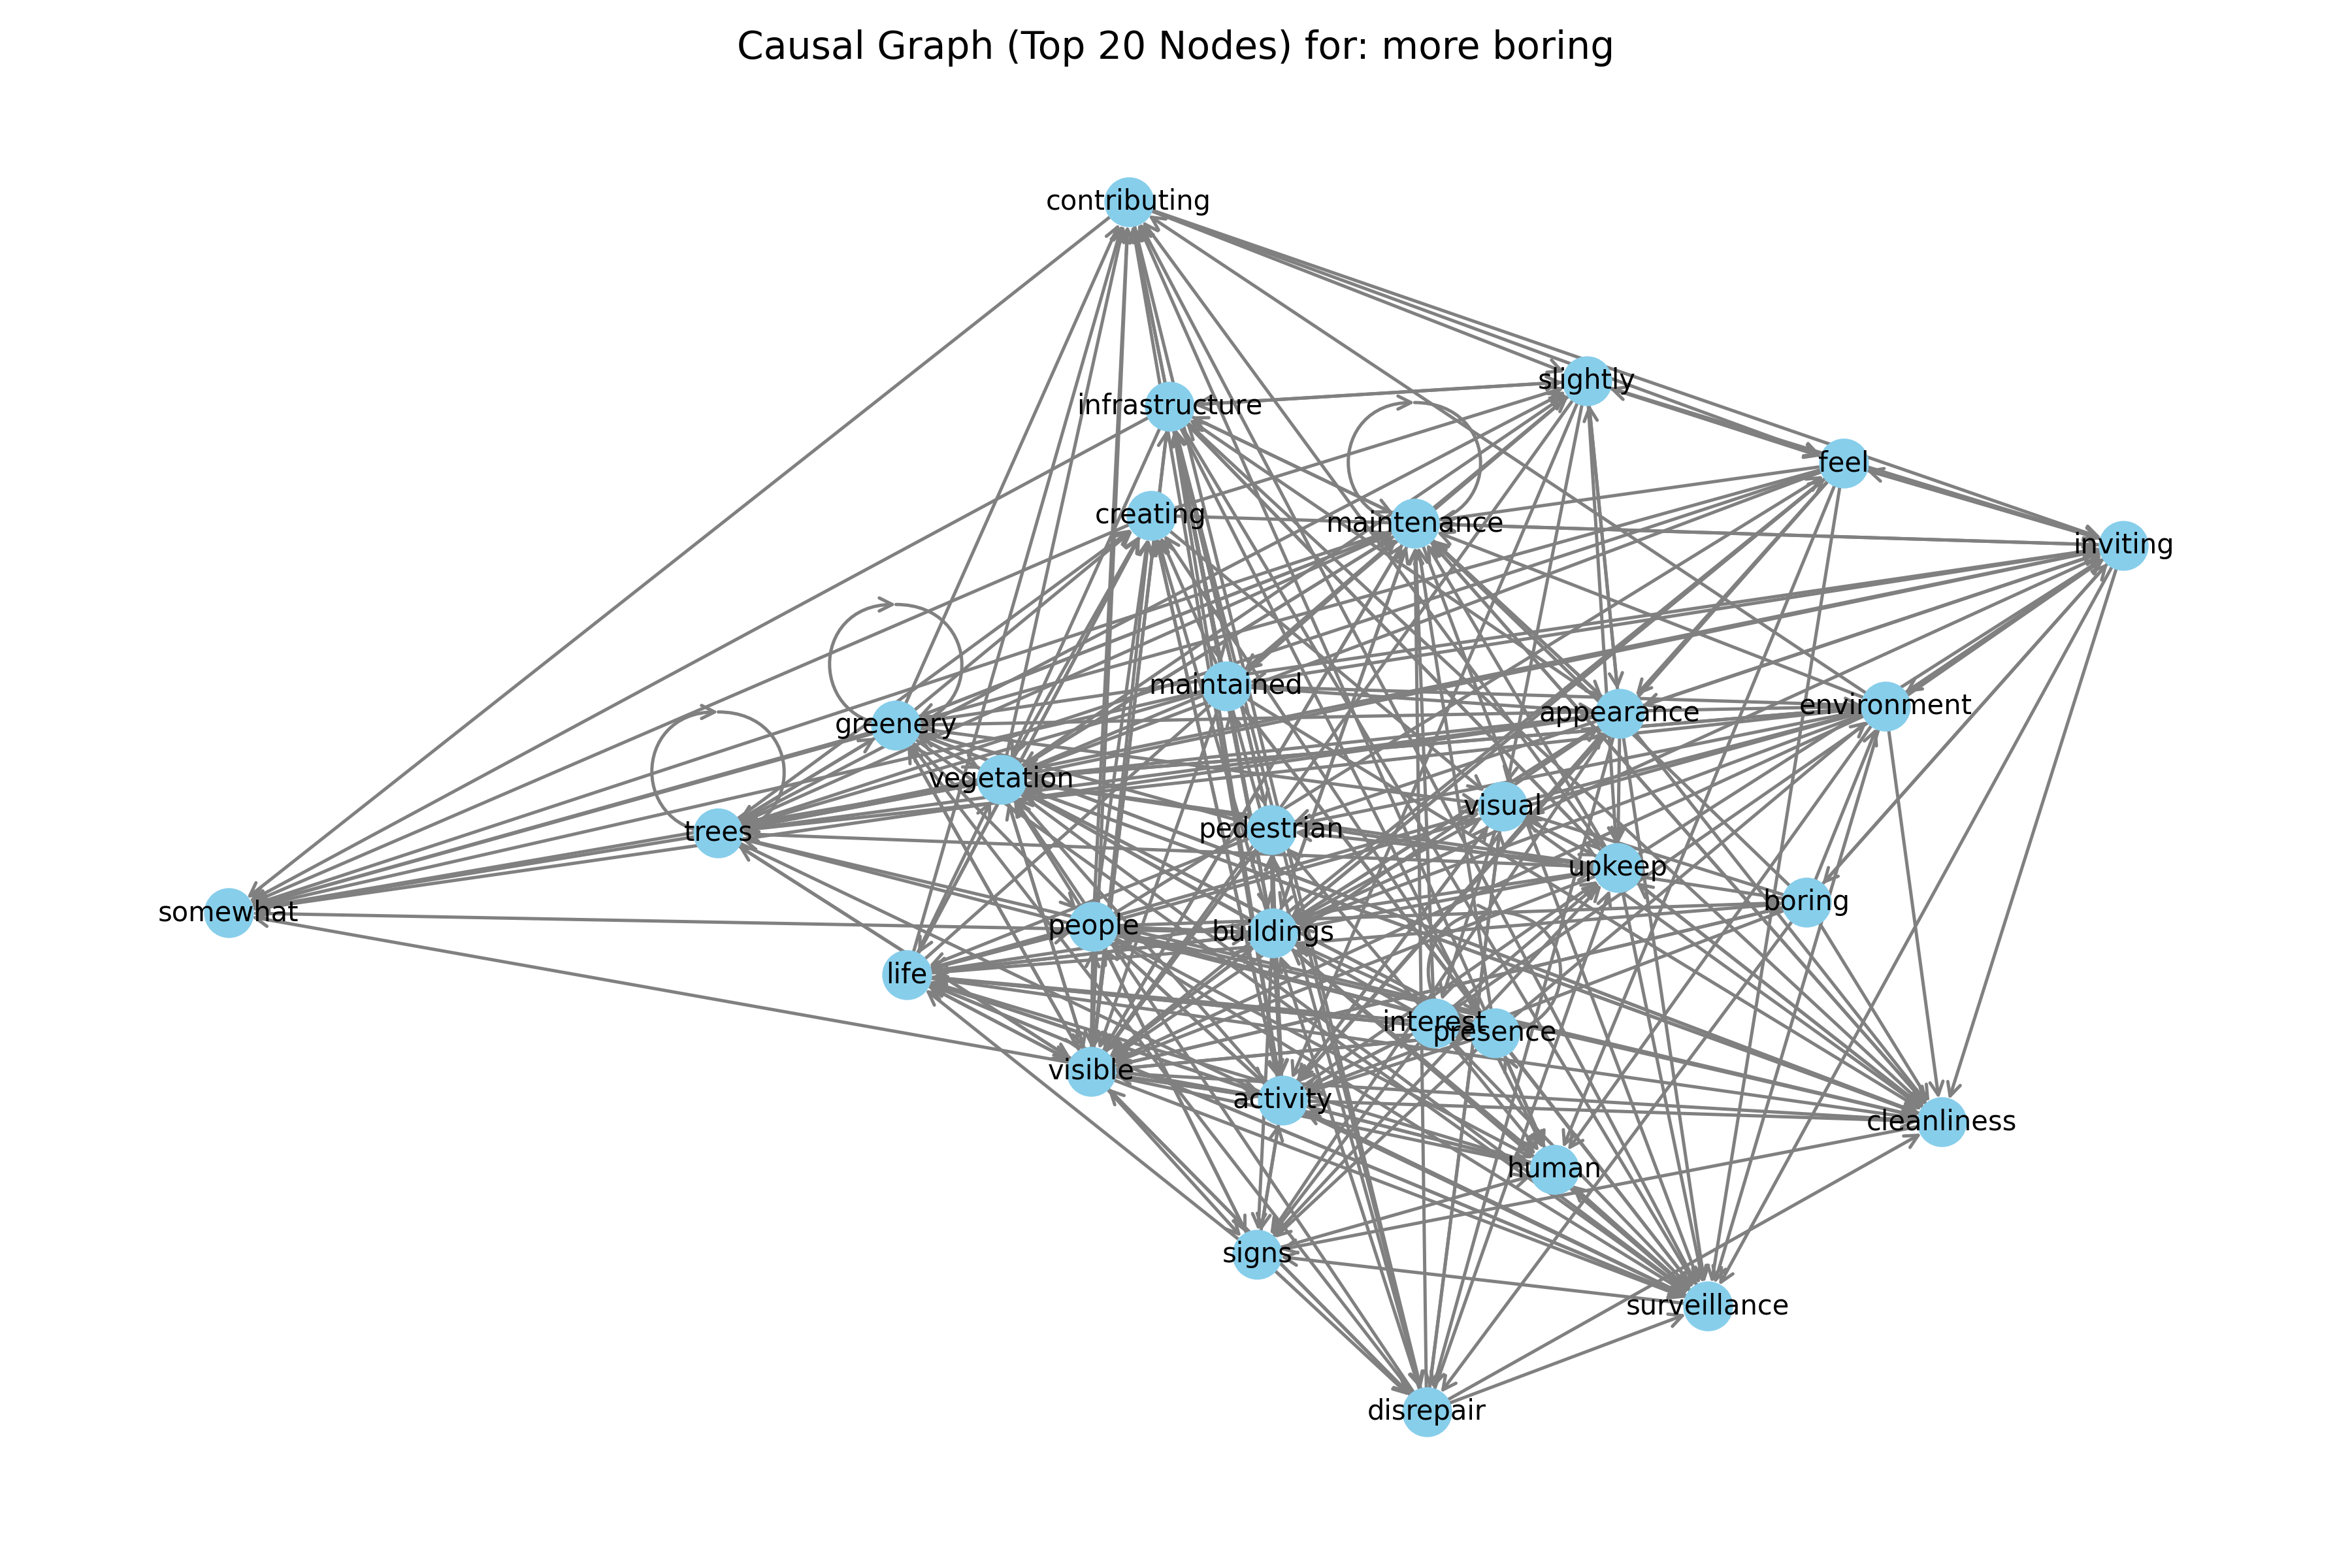 Causal Graph (Top 20 Nodes) for: more boring
contributing
slightly
infrastructure
feel
creating
maintenance
inviting
maintained
environment
appearance
greenery
vegetation
visual
pedestrian
trees
upkeep
boring
somewhat
people
buildings
life
interest
presence
visible
activity
cleanliness
human
signs
surveillance
disrepair